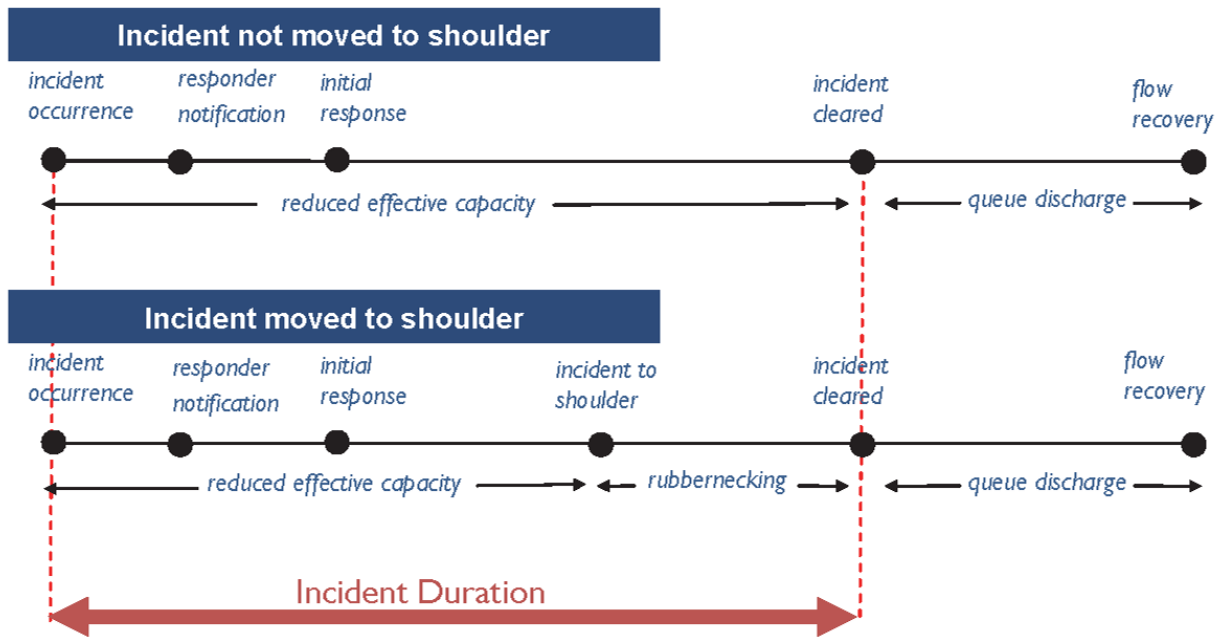 Incident not moved to shoulder
incident
occurrence
responder
notification
initial
response
incident
cleared
flow
recovery
reduced effective capacity
queue discharge
Incident moved to shoulder
incident
occurrence
responder
notification
initial
response
incident to
shoulder
incident
cleared
flow
recovery
reduced effective capacity
rubbernecking
queue discharge
Incident Duration